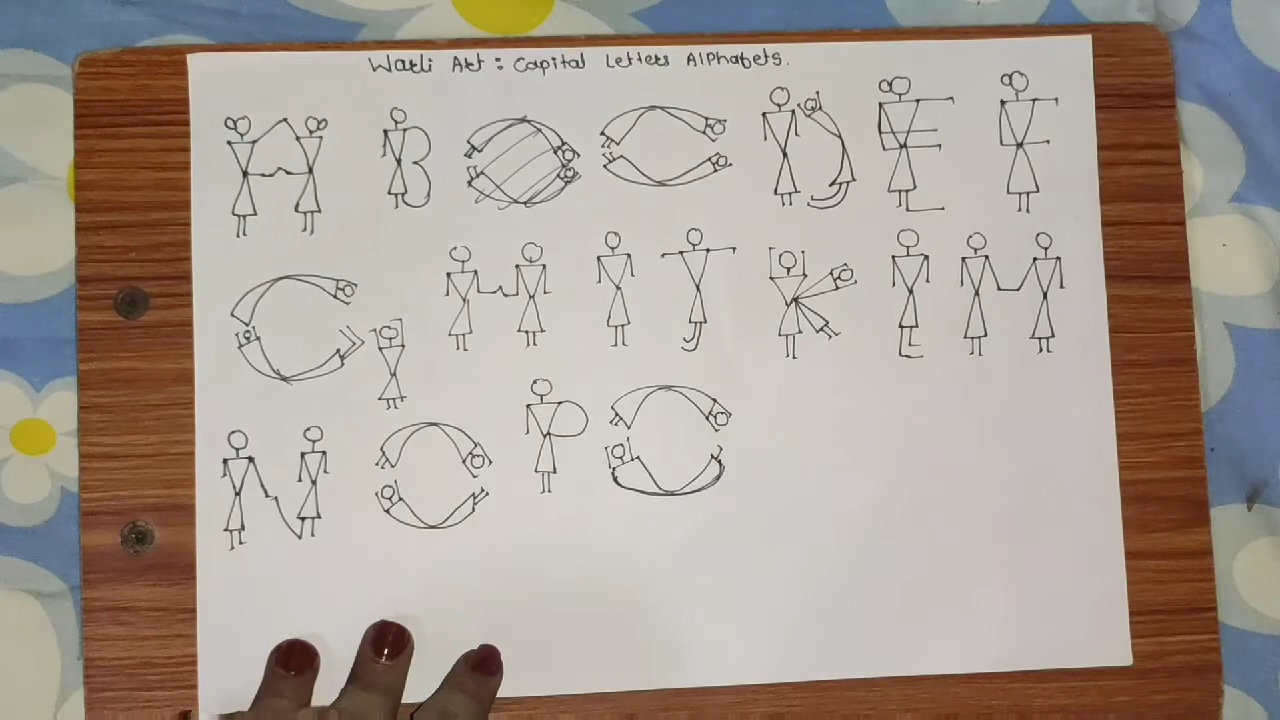 Warli Art : Capital Letters Alphabets.
A B C D E F
G H I J K L M
N O P